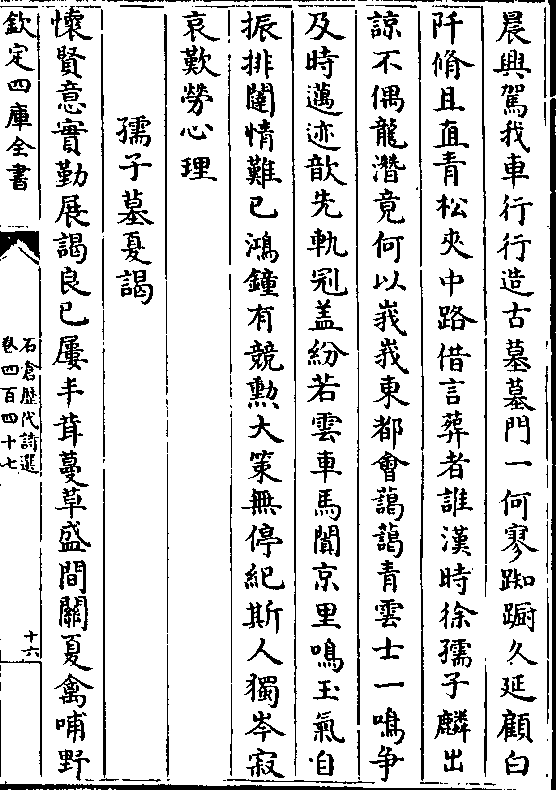 晨興駕我車行行造古墓墓門一何寥踟蹰久延顧白
阡脩且直青松夾中路借言葬者誰漢時徐孺子麟出
諒不偶龍潛竟何以峩峩東都會藹藹青雲士一鳴争
及時邁迹歆先軌冠盖紛若雲車馬闐京里鳴玉氣自
振排闥情難已鴻鐘有競勲大策無停紀斯人獨岑寂
哀歎勞心理
孺子墓夏謁
懷賢意實勤展謁良已屢丰茸蔓草盛間關夏禽哺野
欽定四庫全書
石倉歴代詩選
卷四百四十七
十六